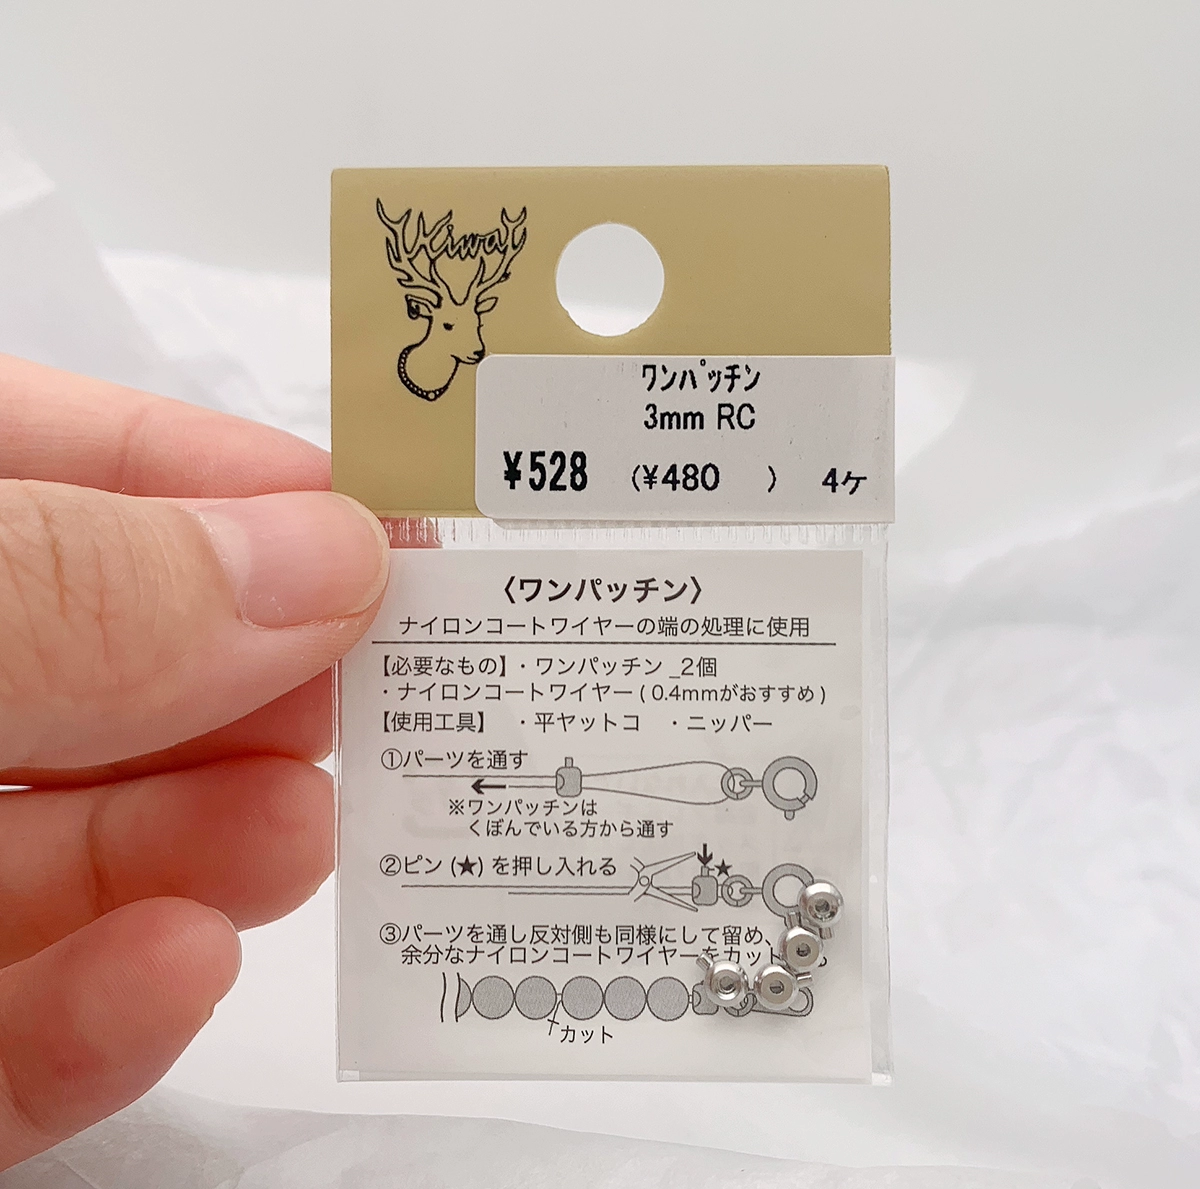 Kiwa
ﾜﾝﾊﾟｯﾁﾝ
3mm RC
¥528 (¥480 ) 4ケ
〈ワンパッチン〉
ナイロンコートワイヤーの端の処理に使用
【必要なもの】・ワンパッチン _2個
・ナイロンコートワイヤー ( 0.4mmがおすすめ )
【使用工具】 ・平ヤットコ ・ニッパー
①パーツを通す
※ワンパッチンは
くぼんでいる方から通す
②ピン (★) を押し入れる
★
③パーツを通し反対側も同様にして留め、
余分なナイロンコートワイヤーをカット
カット